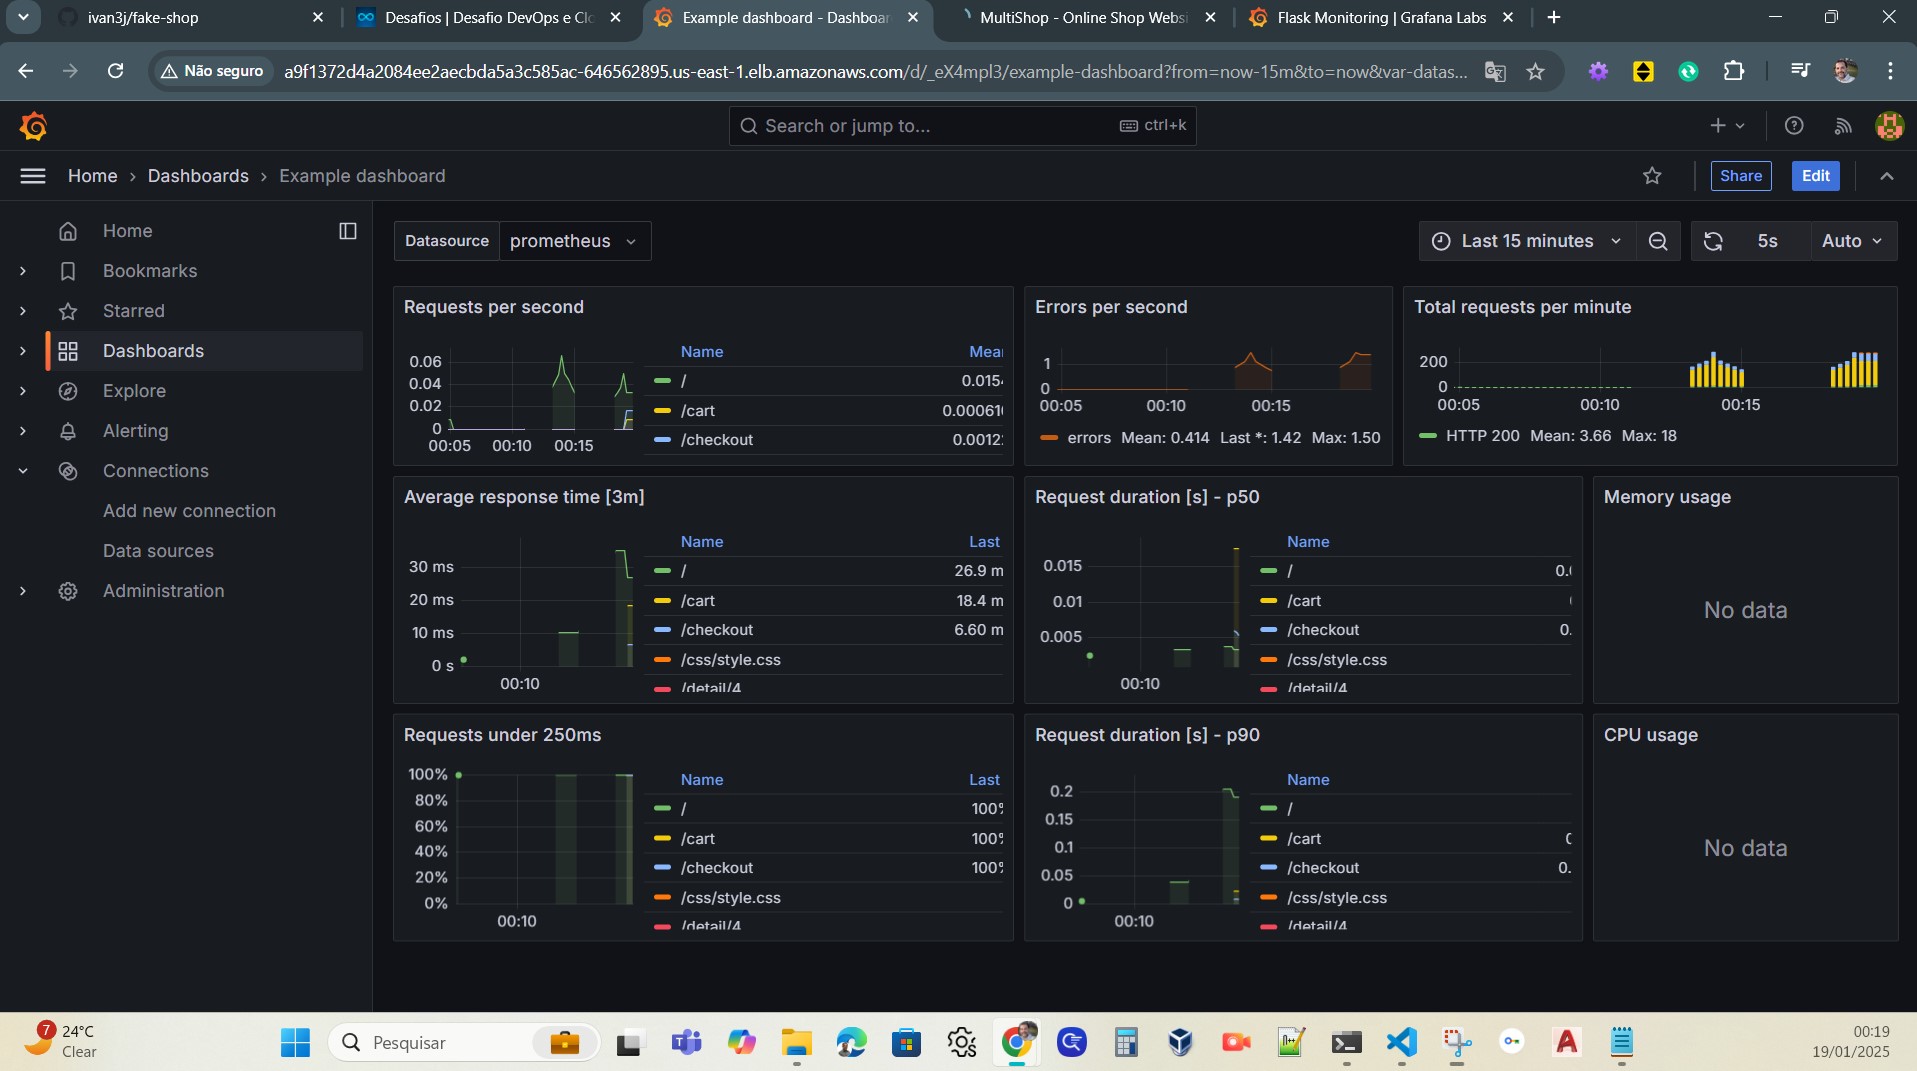 ivan3j/fake-shop
Desafios | Desafio DevOps e Clo
Example dashboard - Dashboar
MultiShop - Online Shop Websi
Flask Monitoring | Grafana Labs
Não seguro
a9f1372d4a2084ee2aecbda5a3c585ac-646562895.us-east-1.elb.amazonaws.com/d/_eX4mpl3/example-dashboard?from=now-15m&to=now&var-datas...
Search or jump to...
ctrl+k
Home › Dashboards › Example dashboard
Share
Edit
Home
Bookmarks
Starred
Dashboards
Explore
Alerting
Connections
Add new connection
Data sources
Administration
Datasource prometheus
Last 15 minutes
5s
Auto
Requests per second
0.06
0.04
0.02
0
00:05 00:10 00:15
Name Mea
/ 0.0154
/cart 0.00061
/checkout 0.0012
Errors per second
1
0
00:05 00:10 00:15
errors Mean: 0.414 Last *: 1.42 Max: 1.50
Total requests per minute
200
0
00:05 00:10 00:15
HTTP 200 Mean: 3.66 Max: 18
Average response time [3m]
30 ms
20 ms
10 ms
0 s
00:10
Name Last
/ 26.9 m
/cart 18.4 m
/checkout 6.60 m
/css/style.css
/detail/4
Request duration [s] - p50
0.015
0.01
0.005
00:10
Name
/ 0.
/cart
/checkout 0.
/css/style.css
/detail/4
Memory usage
No data
Requests under 250ms
100%
80%
60%
40%
20%
0%
00:10
Name Last
/ 100%
/cart 100%
/checkout 100%
/css/style.css
/detail/4
Request duration [s] - p90
0.2
0.15
0.1
0.05
0
00:10
Name
/
/cart
/checkout 0.
/css/style.css
/detail/4
CPU usage
No data
7
24°C
Clear
Pesquisar
00:19
19/01/2025